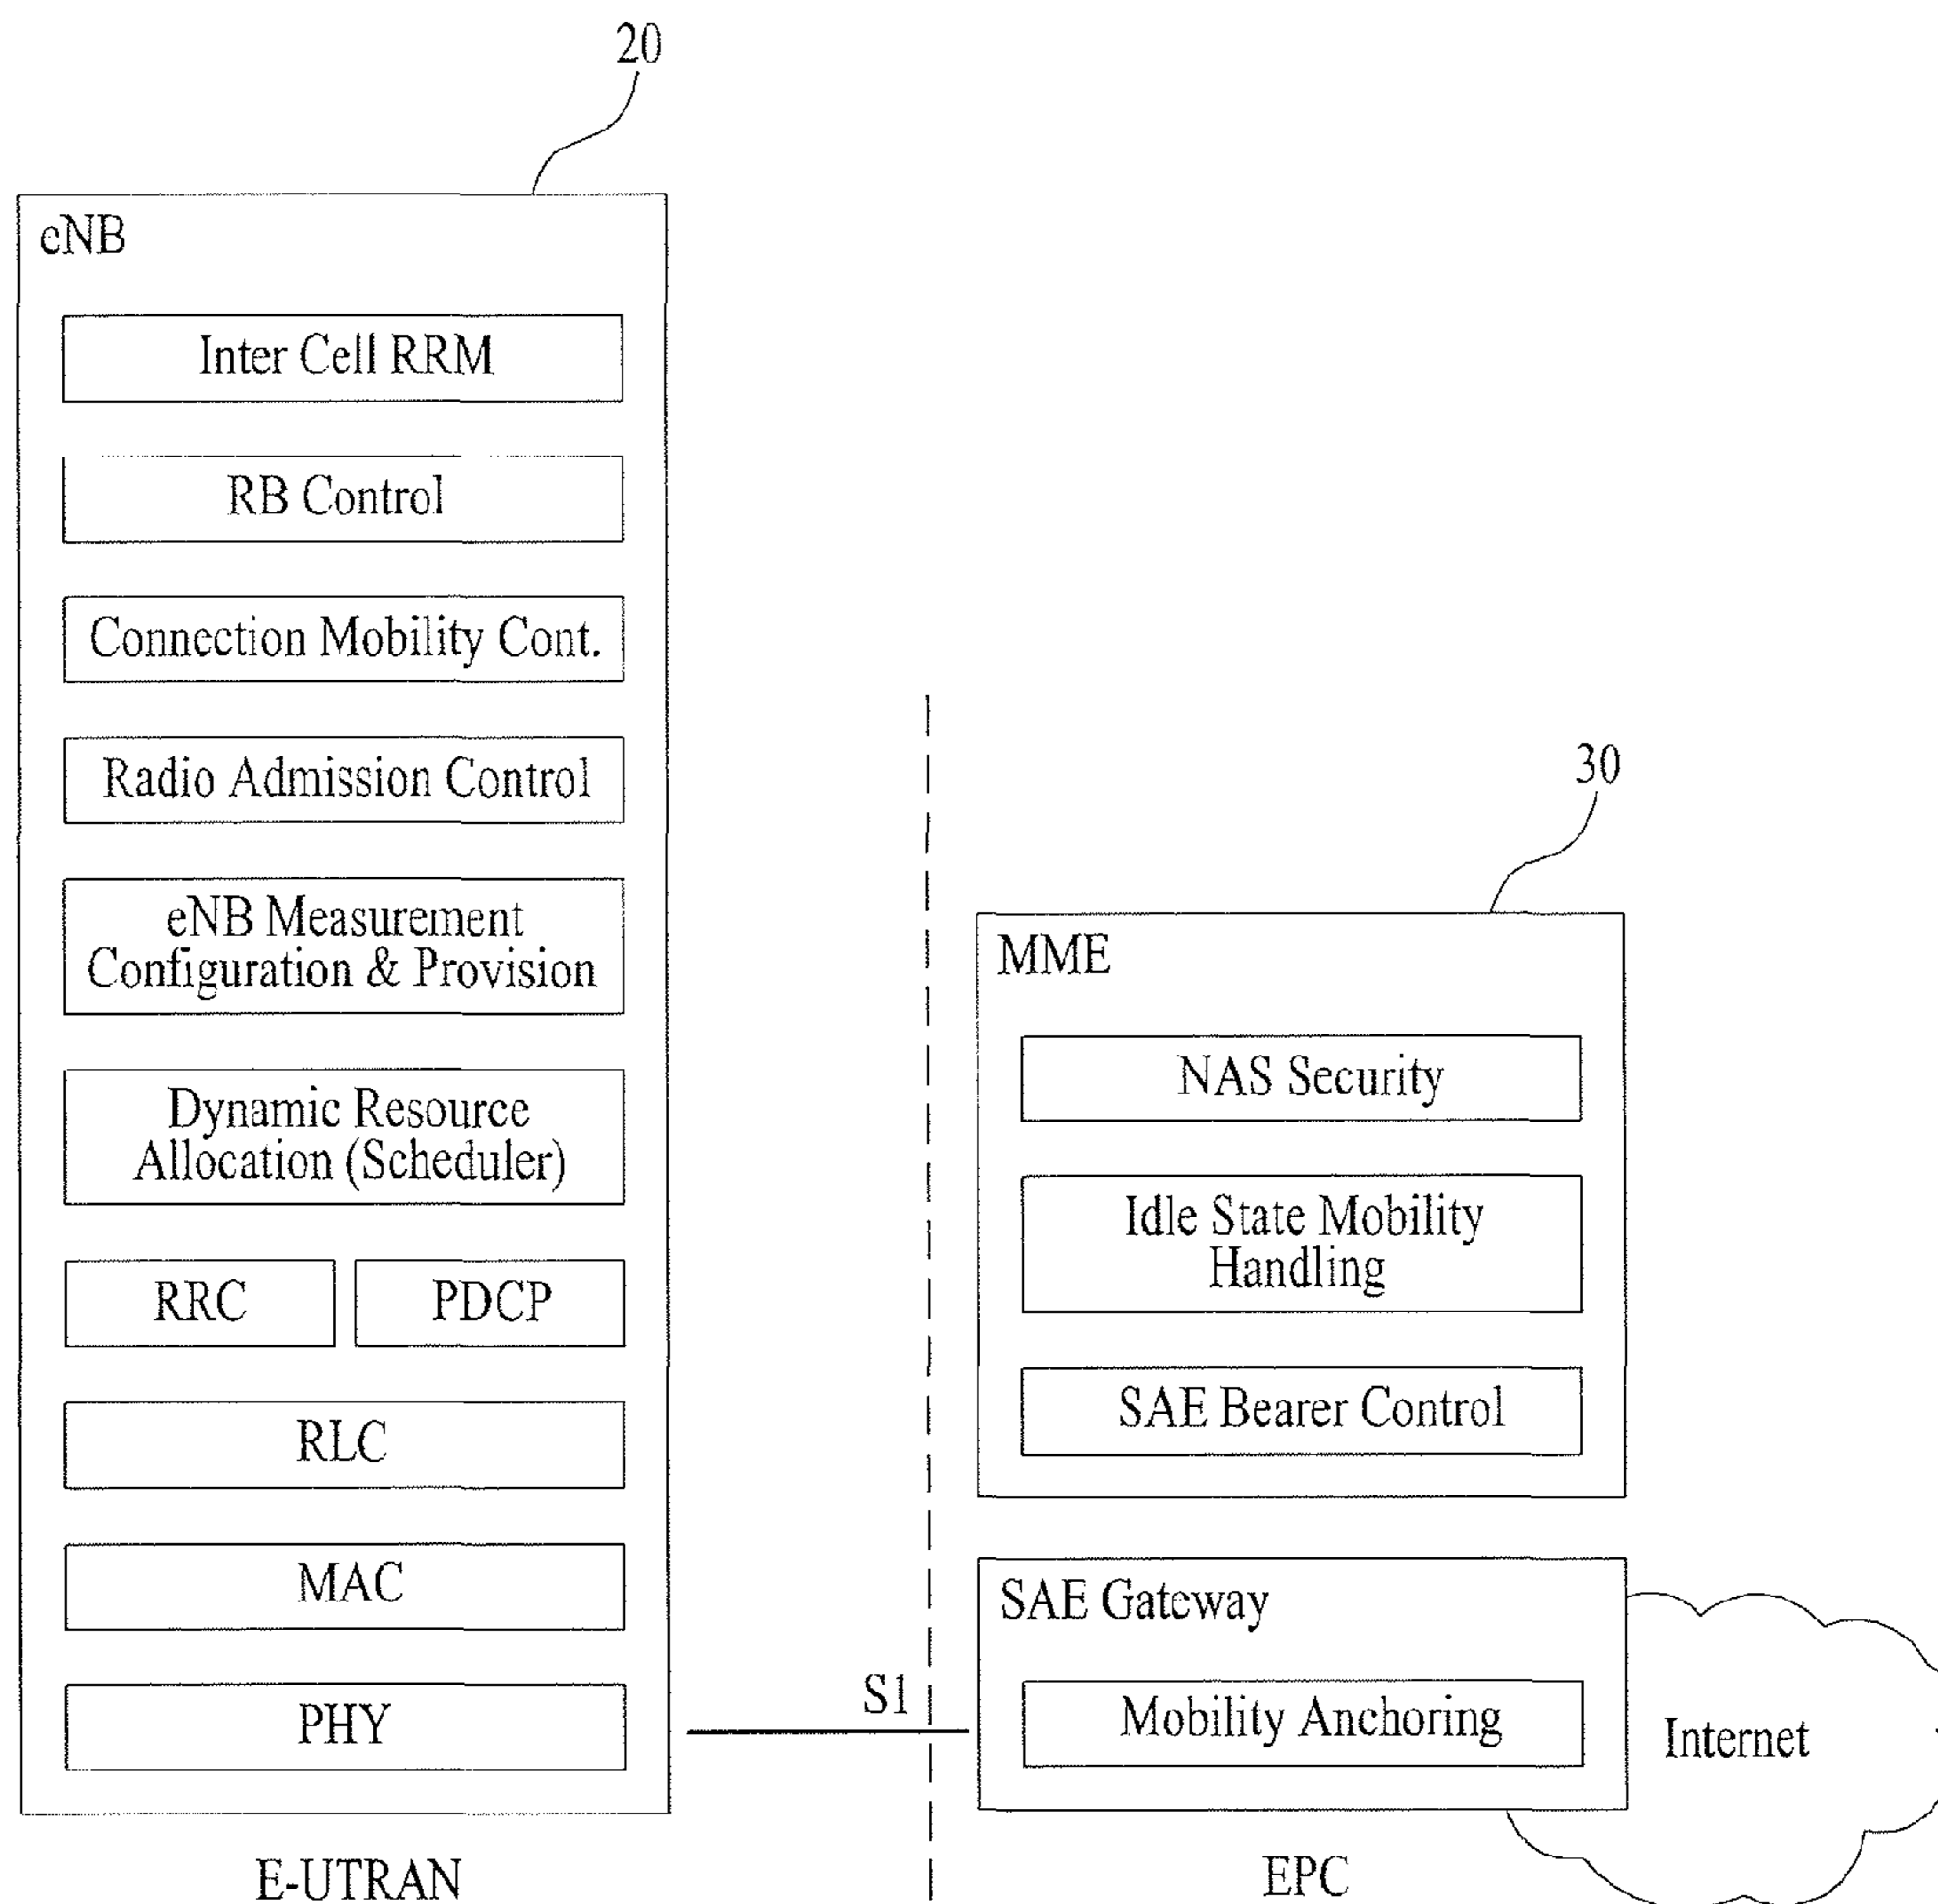 20
eNB
Inter Cell RRM
RB Control
Connection Mobility Cont.
Radio Admission Control
eNB Measurement
Configuration & Provision
Dynamic Resource
Allocation (Scheduler)
RRC
PDCP
RLC
MAC
PHY
E-UTRAN
S1
30
MME
NAS Security
Idle State Mobility
Handling
SAE Bearer Control
SAE Gateway
Mobility Anchoring
Internet
EPC